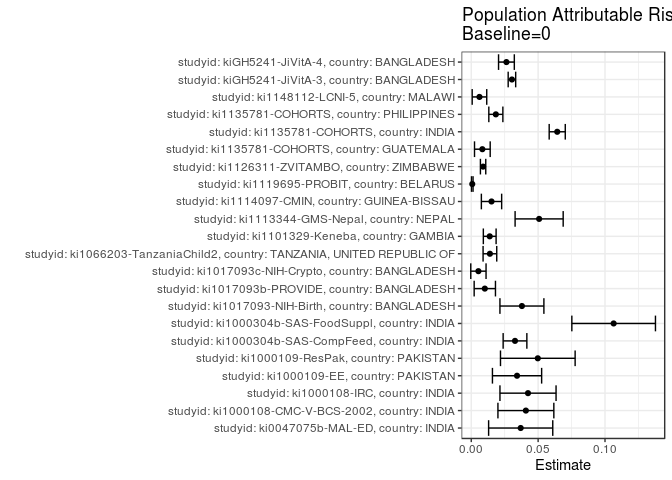 Population Attributable Ris
Baseline=0
studyid: kiGH5241-JiVitA-4, country: BANGLADESH
studyid: kiGH5241-JiVitA-3, country: BANGLADESH
studyid: ki1148112-LCNI-5, country: MALAWI
studyid: ki1135781-COHORTS, country: PHILIPPINES
studyid: ki1135781-COHORTS, country: INDIA
studyid: ki1135781-COHORTS, country: GUATEMALA
studyid: ki1126311-ZVITAMBO, country: ZIMBABWE
studyid: ki1119695-PROBIT, country: BELARUS
studyid: ki1114097-CMIN, country: GUINEA-BISSAU
studyid: ki1113344-GMS-Nepal, country: NEPAL
studyid: ki1101329-Keneba, country: GAMBIA
studyid: ki1066203-TanzaniaChild2, country: TANZANIA, UNITED REPUBLIC OF
studyid: ki1017093c-NIH-Crypto, country: BANGLADESH
studyid: ki1017093b-PROVIDE, country: BANGLADESH
studyid: ki1017093-NIH-Birth, country: BANGLADESH
studyid: ki1000304b-SAS-FoodSuppl, country: INDIA
studyid: ki1000304b-SAS-CompFeed, country: INDIA
studyid: ki1000109-ResPak, country: PAKISTAN
studyid: ki1000109-EE, country: PAKISTAN
studyid: ki1000108-IRC, country: INDIA
studyid: ki1000108-CMC-V-BCS-2002, country: INDIA
studyid: ki0047075b-MAL-ED, country: INDIA
0.00 0.05 0.10
Estimate